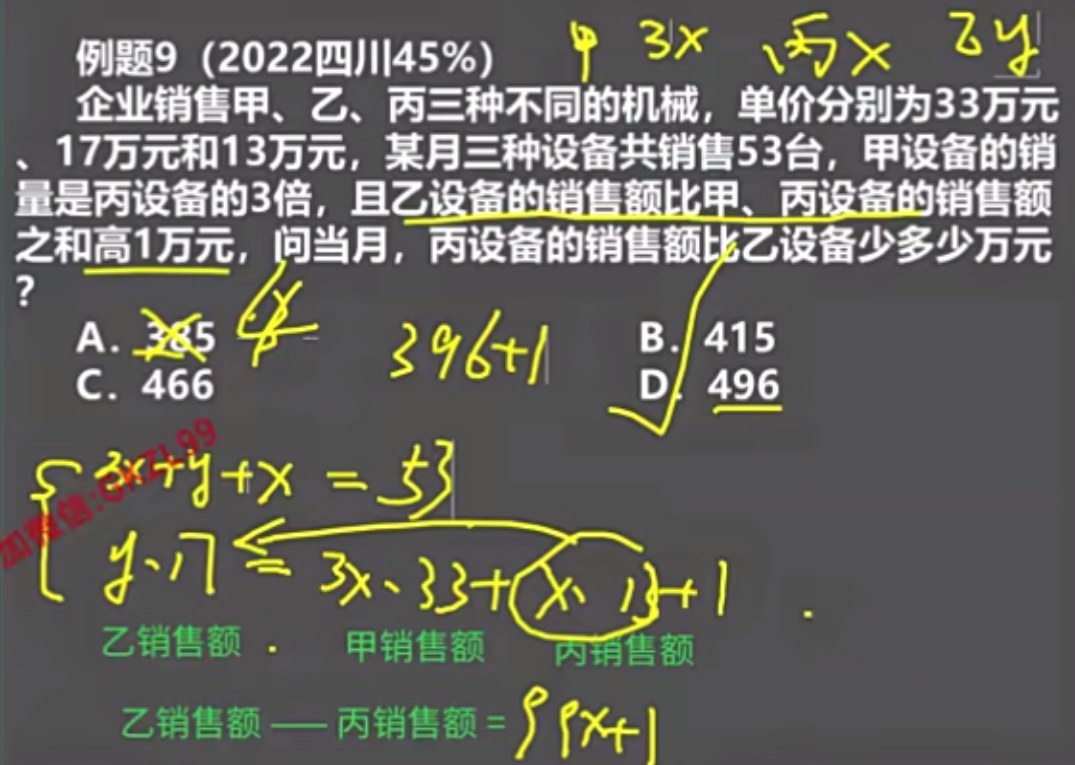 例题9（2022四川45%）
甲 3x 丙x 乙y
企业销售甲、乙、丙三种不同的机械，单价分别为33万元
、17万元和13万元，某月三种设备共销售53台，甲设备的销
量是丙设备的3倍，且乙设备的销售额比甲、丙设备的销售额
之和高1万元，问当月，丙设备的销售额比乙设备少多少万元
？
A. 385
396+1
B. 415
C. 466
D. 496
加微信:GKZL99
3x+y+x=53
y、17=3x、33+x、13+1
乙销售额 甲销售额 丙销售额
乙销售额 — 丙销售额 = 99x+1